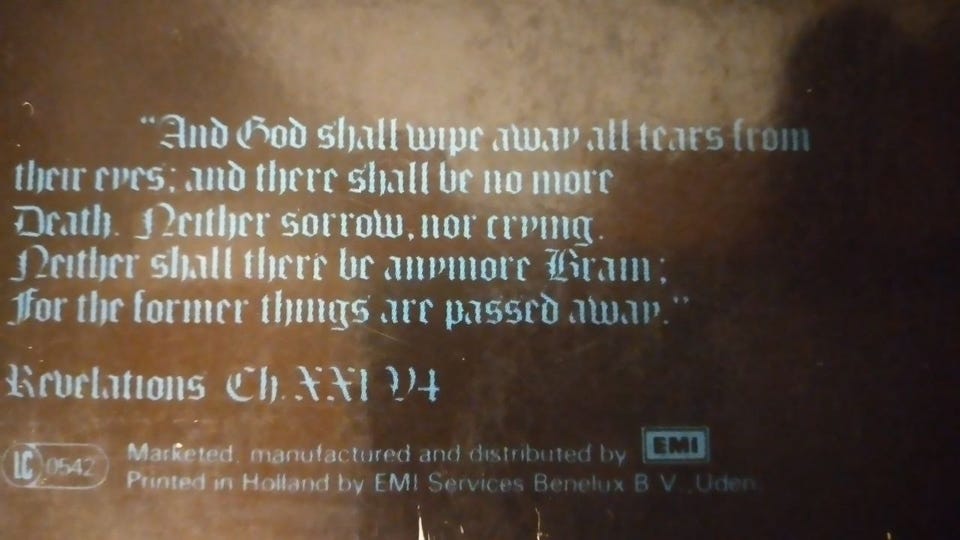 "And God shall wipe away all tears from
their eyes; and there shall be no more
Death. Neither sorrow, nor crying.
Neither shall there be anymore Brain;
For the former things are passed away."
Revelations Ch. XXI V4
LC 0542
Marketed, manufactured and distributed by EMI
Printed in Holland by EMI Services Benelux B.V., Uden.